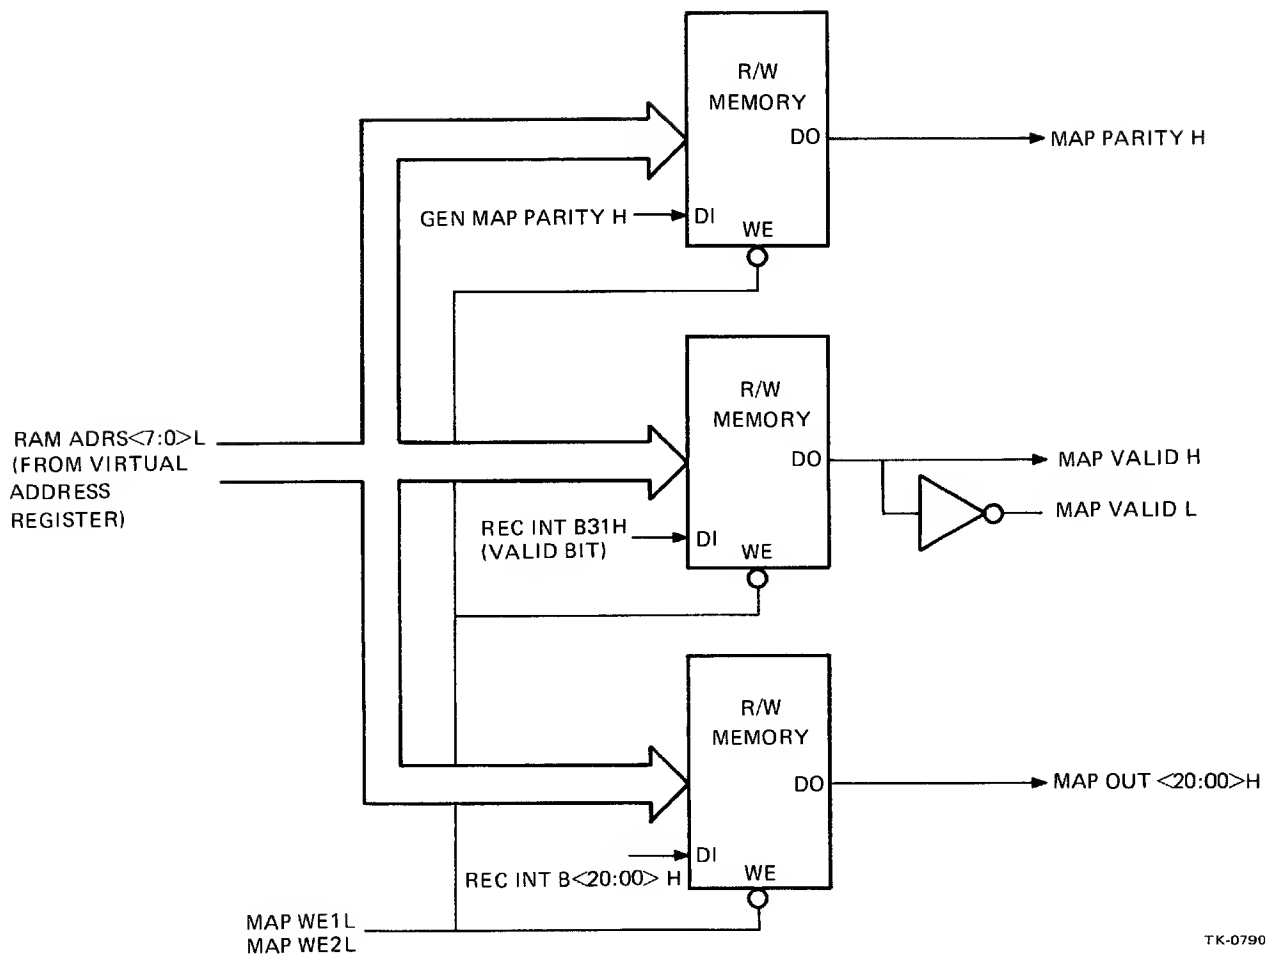 R/W
MEMORY
DO
MAP PARITY H
GEN MAP PARITY H
DI
WE
R/W
MEMORY
RAM ADRS<7:0>L
(FROM VIRTUAL
ADDRESS
REGISTER)
DO
MAP VALID H
MAP VALID L
REC INT B31H
(VALID BIT)
DI
WE
R/W
MEMORY
DO
MAP OUT <20:00>H
DI
REC INT B<20:00> H
WE
MAP WE1L
MAP WE2L
TK-0790